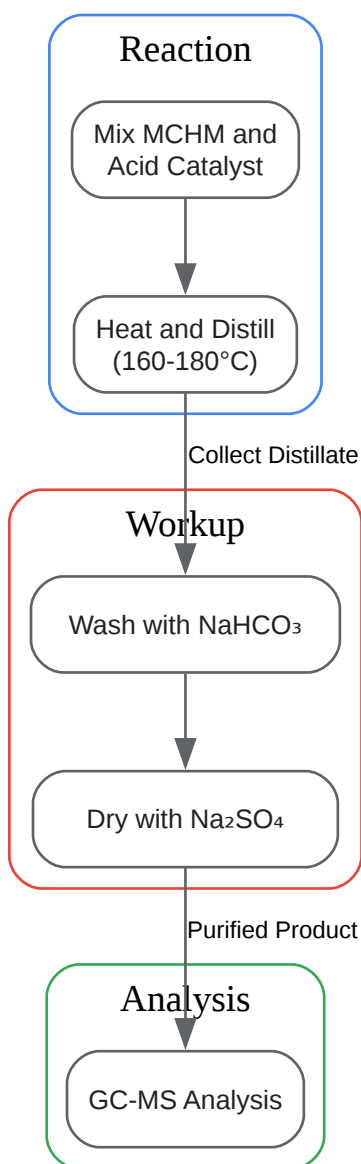 Reaction
Mix MCHM and
Acid Catalyst
Heat and Distill
(160-180°C)
Collect Distillate
Workup
Wash with NaHCO₃
Dry with Na₂SO₄
Purified Product
Analysis
GC-MS Analysis